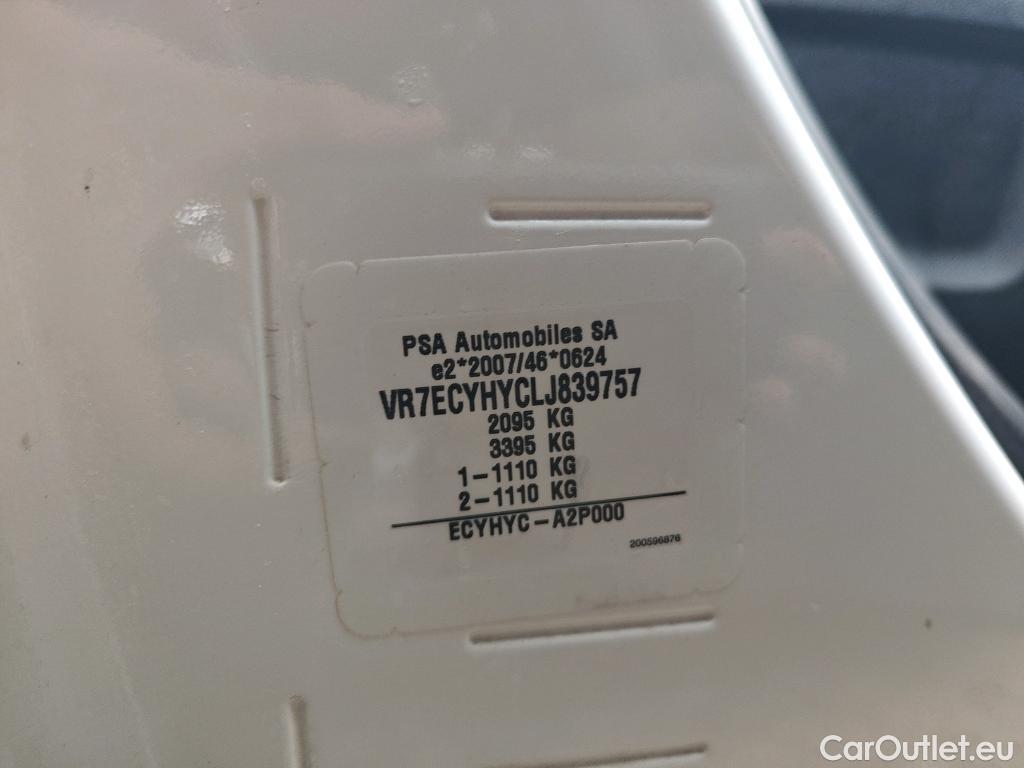 PSA Automobiles SA
e2*2007/46*0624
VR7ECYHYCLJ839757
2095 KG
3395 KG
1-1110 KG
2-1110 KG
ECYHYC-A2P000
200596876
CarOutlet.eu